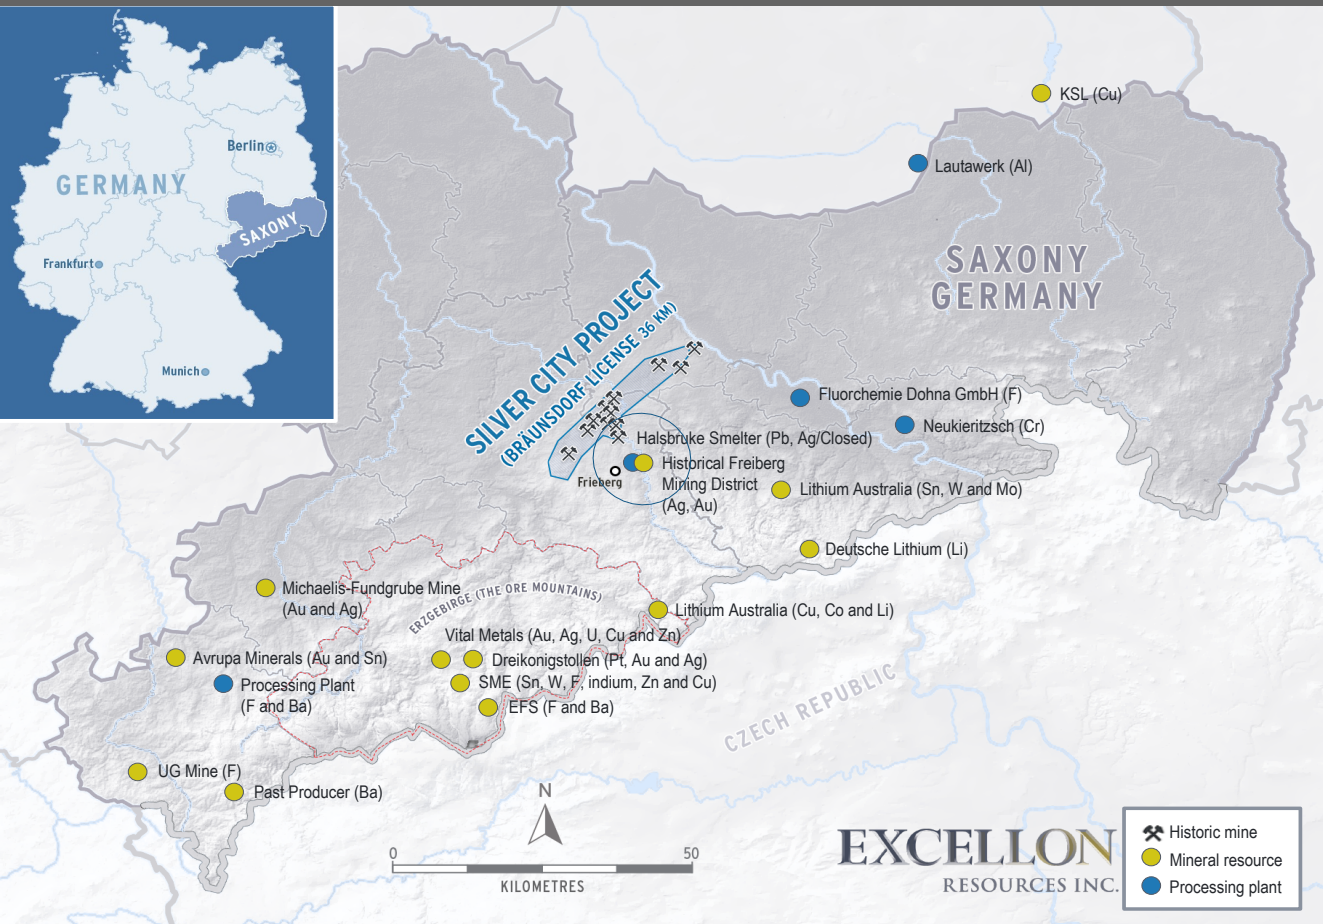 Berlin
GERMANY
SAXONY
Frankfurt
Munich
KSL (Cu)
Lautawerk (Al)
SAXONY
GERMANY
SILVER CITY PROJECT
(BRÄUNSDORF LICENSE 36 KM)
Fluorchemie Dohna GmbH (F)
Neukieritzsch (Cr)
Halsbruke Smelter (Pb, Ag/Closed)
Historical Freiberg
Mining District
(Ag, Au)
Frieberg
Lithium Australia (Sn, W and Mo)
Deutsche Lithium (Li)
Michaelis-Fundgrube Mine
(Au and Ag)
ERZGEBIRGE (THE ORE MOUNTAINS)
Lithium Australia (Cu, Co and Li)
Vital Metals (Au, Ag, U, Cu and Zn)
Avrupa Minerals (Au and Sn)
Dreikonigstollen (Pt, Au and Ag)
Processing Plant
(F and Ba)
SME (Sn, W, F, indium, Zn and Cu)
EFS (F and Ba)
CZECH REPUBLIC
UG Mine (F)
Past Producer (Ba)
N
0 50
KILOMETRES
EXCELLON
RESOURCES INC.
Historic mine
Mineral resource
Processing plant